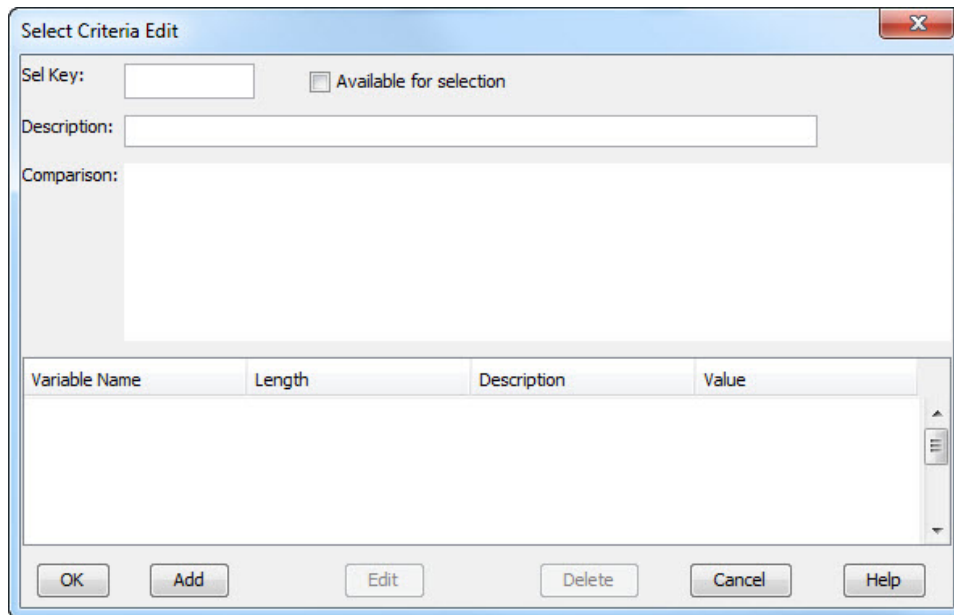 Select Criteria Edit
Sel Key: Available for selection
Description:
Comparison:
Variable Name Length Description Value
OK Add Edit Delete Cancel Help